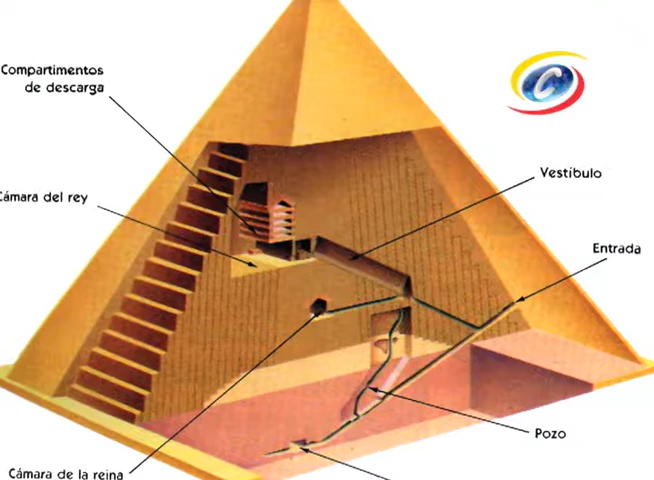 Compartimentos
de descarga
Cámara del rey
Vestíbulo
Entrada
C
Pozo
Cámara de la reina